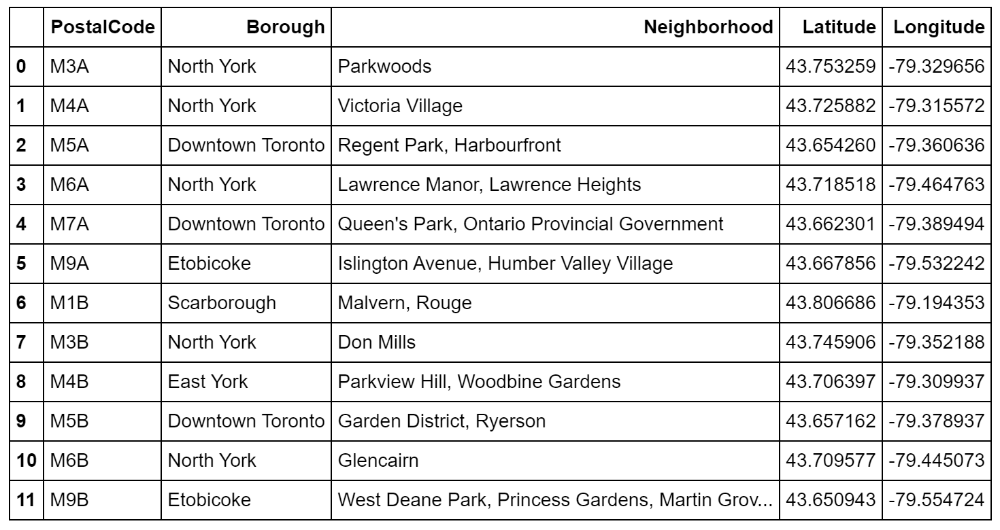 PostalCode Borough Neighborhood Latitude Longitude
0 M3A North York Parkwoods 43.753259 -79.329656
1 M4A North York Victoria Village 43.725882 -79.315572
2 M5A Downtown Toronto Regent Park, Harbourfront 43.654260 -79.360636
3 M6A North York Lawrence Manor, Lawrence Heights 43.718518 -79.464763
4 M7A Downtown Toronto Queen's Park, Ontario Provincial Government 43.662301 -79.389494
5 M9A Etobicoke Islington Avenue, Humber Valley Village 43.667856 -79.532242
6 M1B Scarborough Malvern, Rouge 43.806686 -79.194353
7 M3B North York Don Mills 43.745906 -79.352188
8 M4B East York Parkview Hill, Woodbine Gardens 43.706397 -79.309937
9 M5B Downtown Toronto Garden District, Ryerson 43.657162 -79.378937
10 M6B North York Glencairn 43.709577 -79.445073
11 M9B Etobicoke West Deane Park, Princess Gardens, Martin Grov... 43.650943 -79.554724